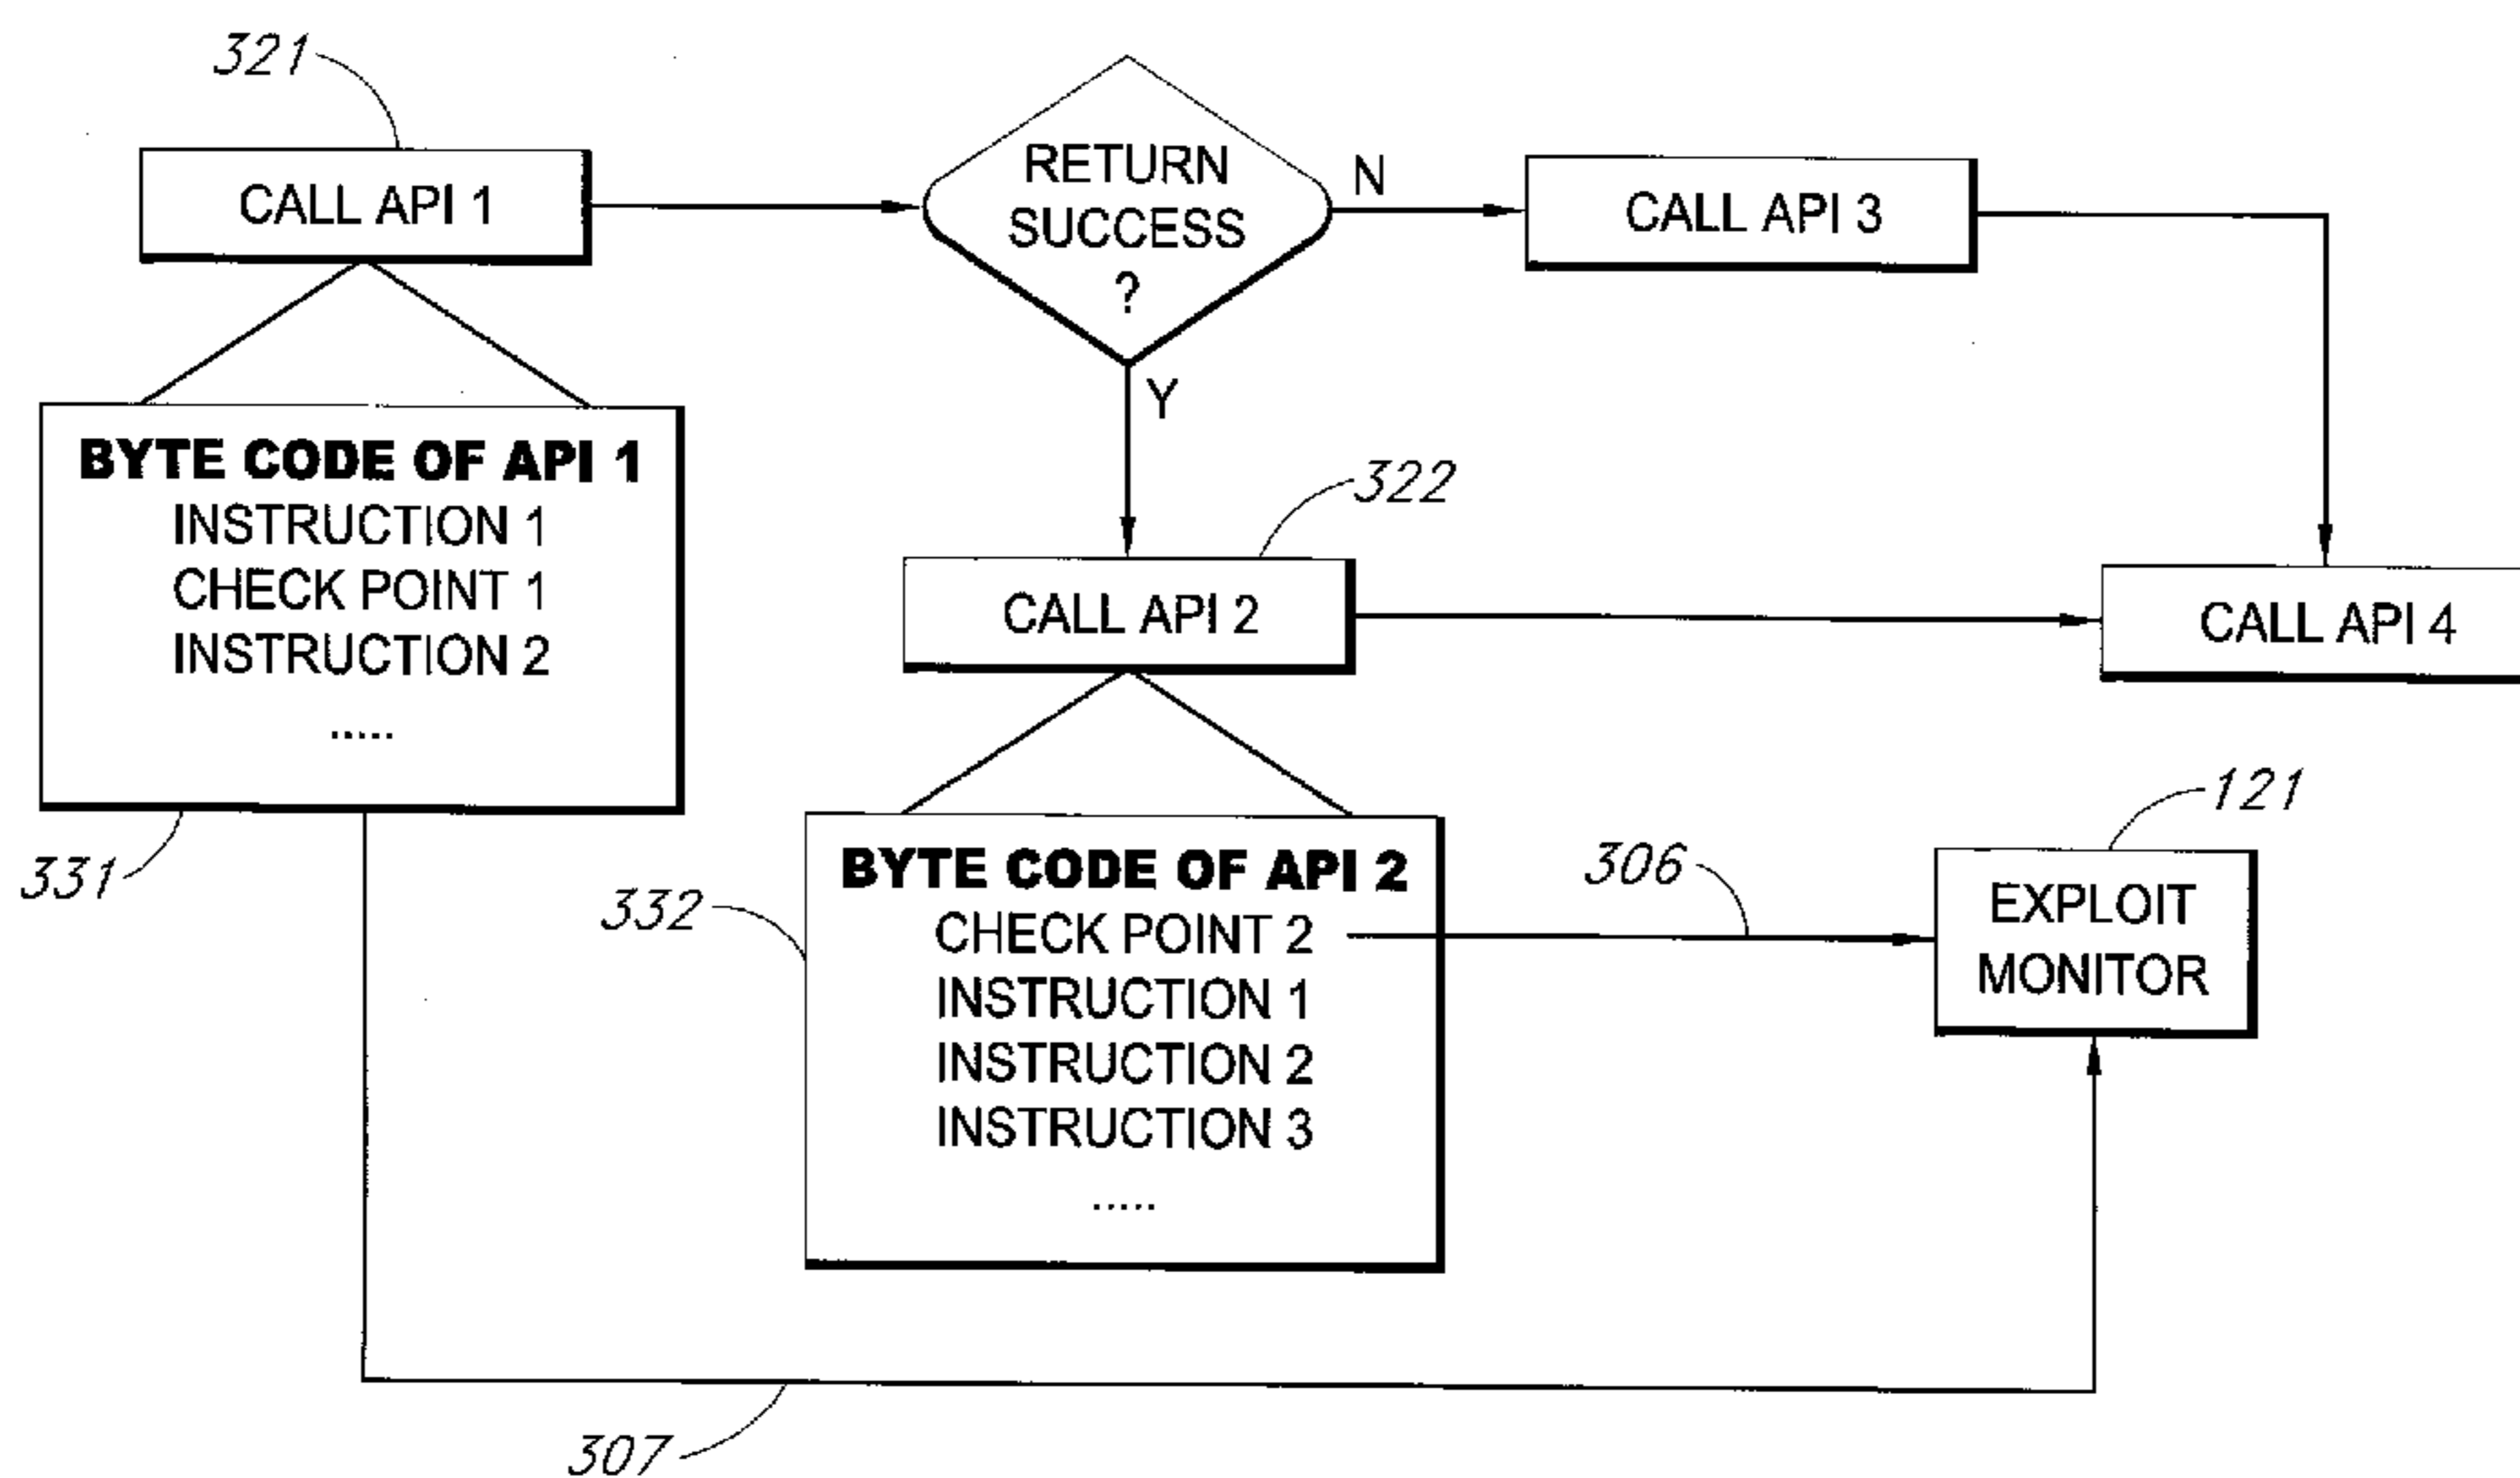 321
CALL API 1
RETURN
SUCCESS
?
N
CALL API 3
Y
BYTE CODE OF API 1
INSTRUCTION 1
CHECK POINT 1
INSTRUCTION 2
.....
331
322
CALL API 2
CALL API 4
332
BYTE CODE OF API 2
CHECK POINT 2
INSTRUCTION 1
INSTRUCTION 2
INSTRUCTION 3
.....
306
121
EXPLOIT
MONITOR
307